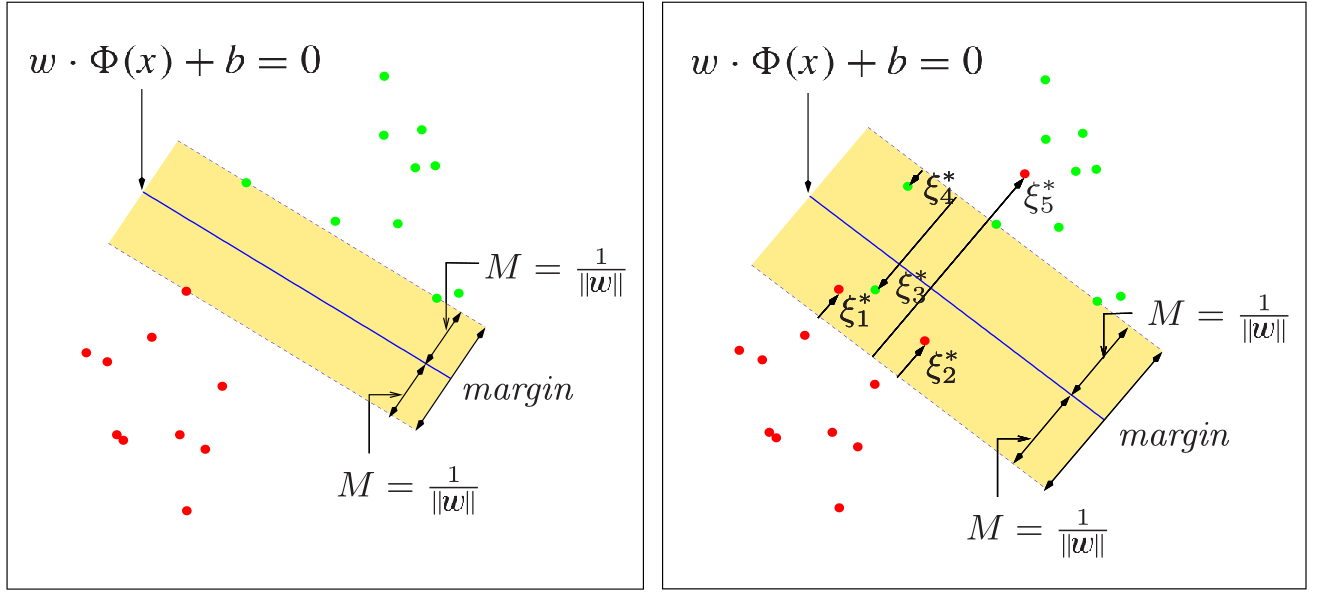 w · Φ(x) + b = 0
M = 1/||w||
margin
M = 1/||w||
w · Φ(x) + b = 0
ξ₄*
ξ₅*
ξ₃*
ξ₁*
M = 1/||w||
ξ₂*
margin
M = 1/||w||